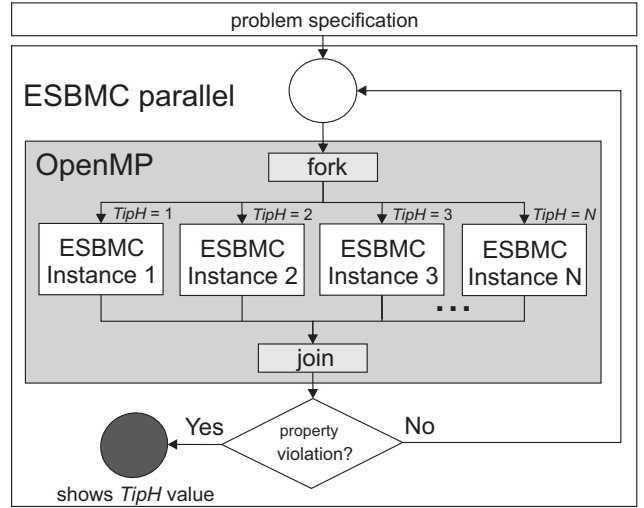 problem specification
ESBMC parallel
OpenMP
fork
TipH = 1
TipH = 2
TipH = 3
TipH = N
ESBMC
Instance 1
ESBMC
Instance 2
ESBMC
Instance 3
ESBMC
Instance N
...
join
Yes
property
violation?
No
shows TipH value